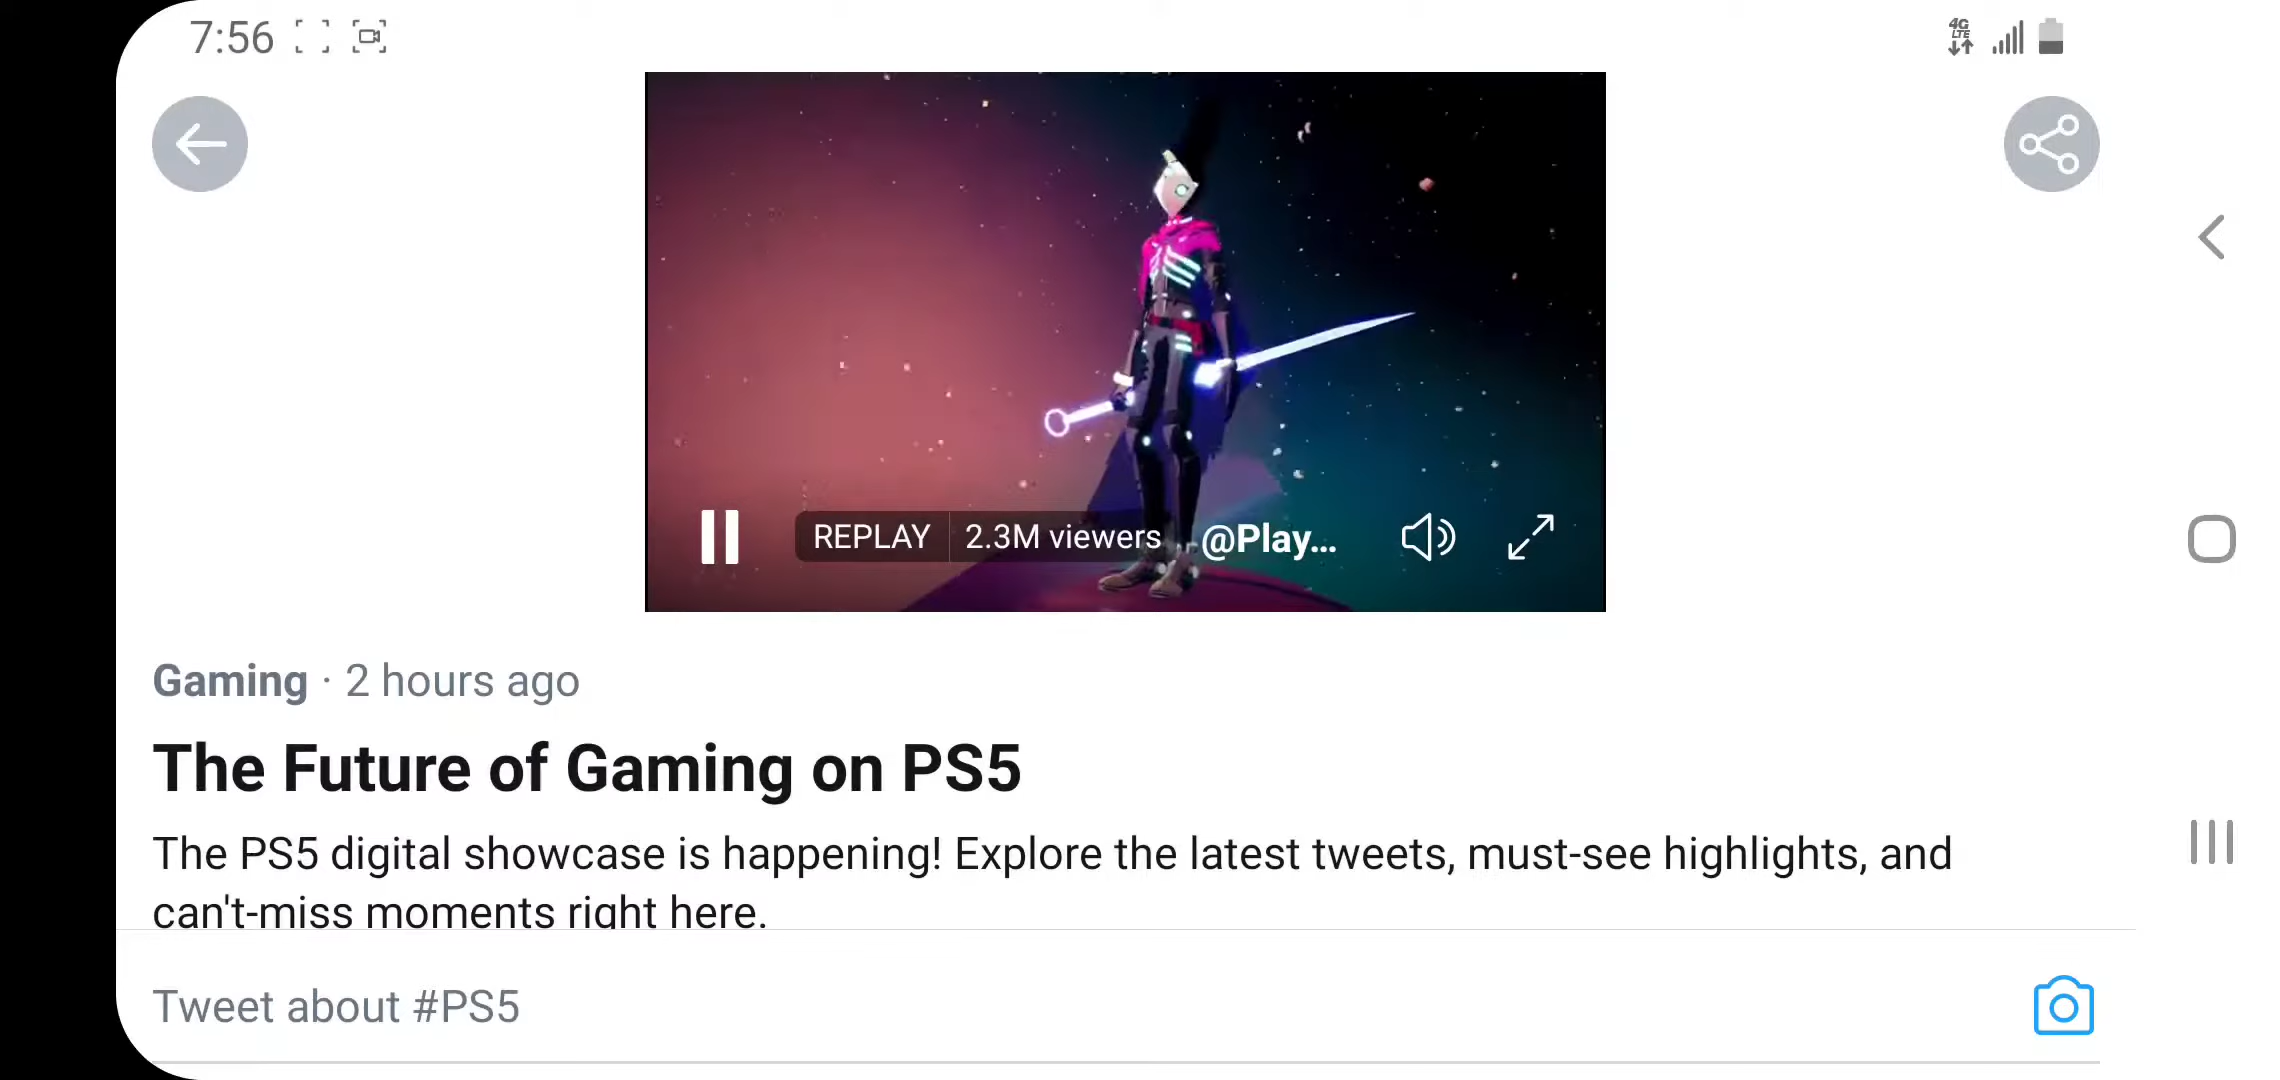 7:56
4G
LTE
REPLAY 2.3M viewers @Play...
Gaming · 2 hours ago
The Future of Gaming on PS5
The PS5 digital showcase is happening! Explore the latest tweets, must-see highlights, and
can't-miss moments right here.
Tweet about #PS5